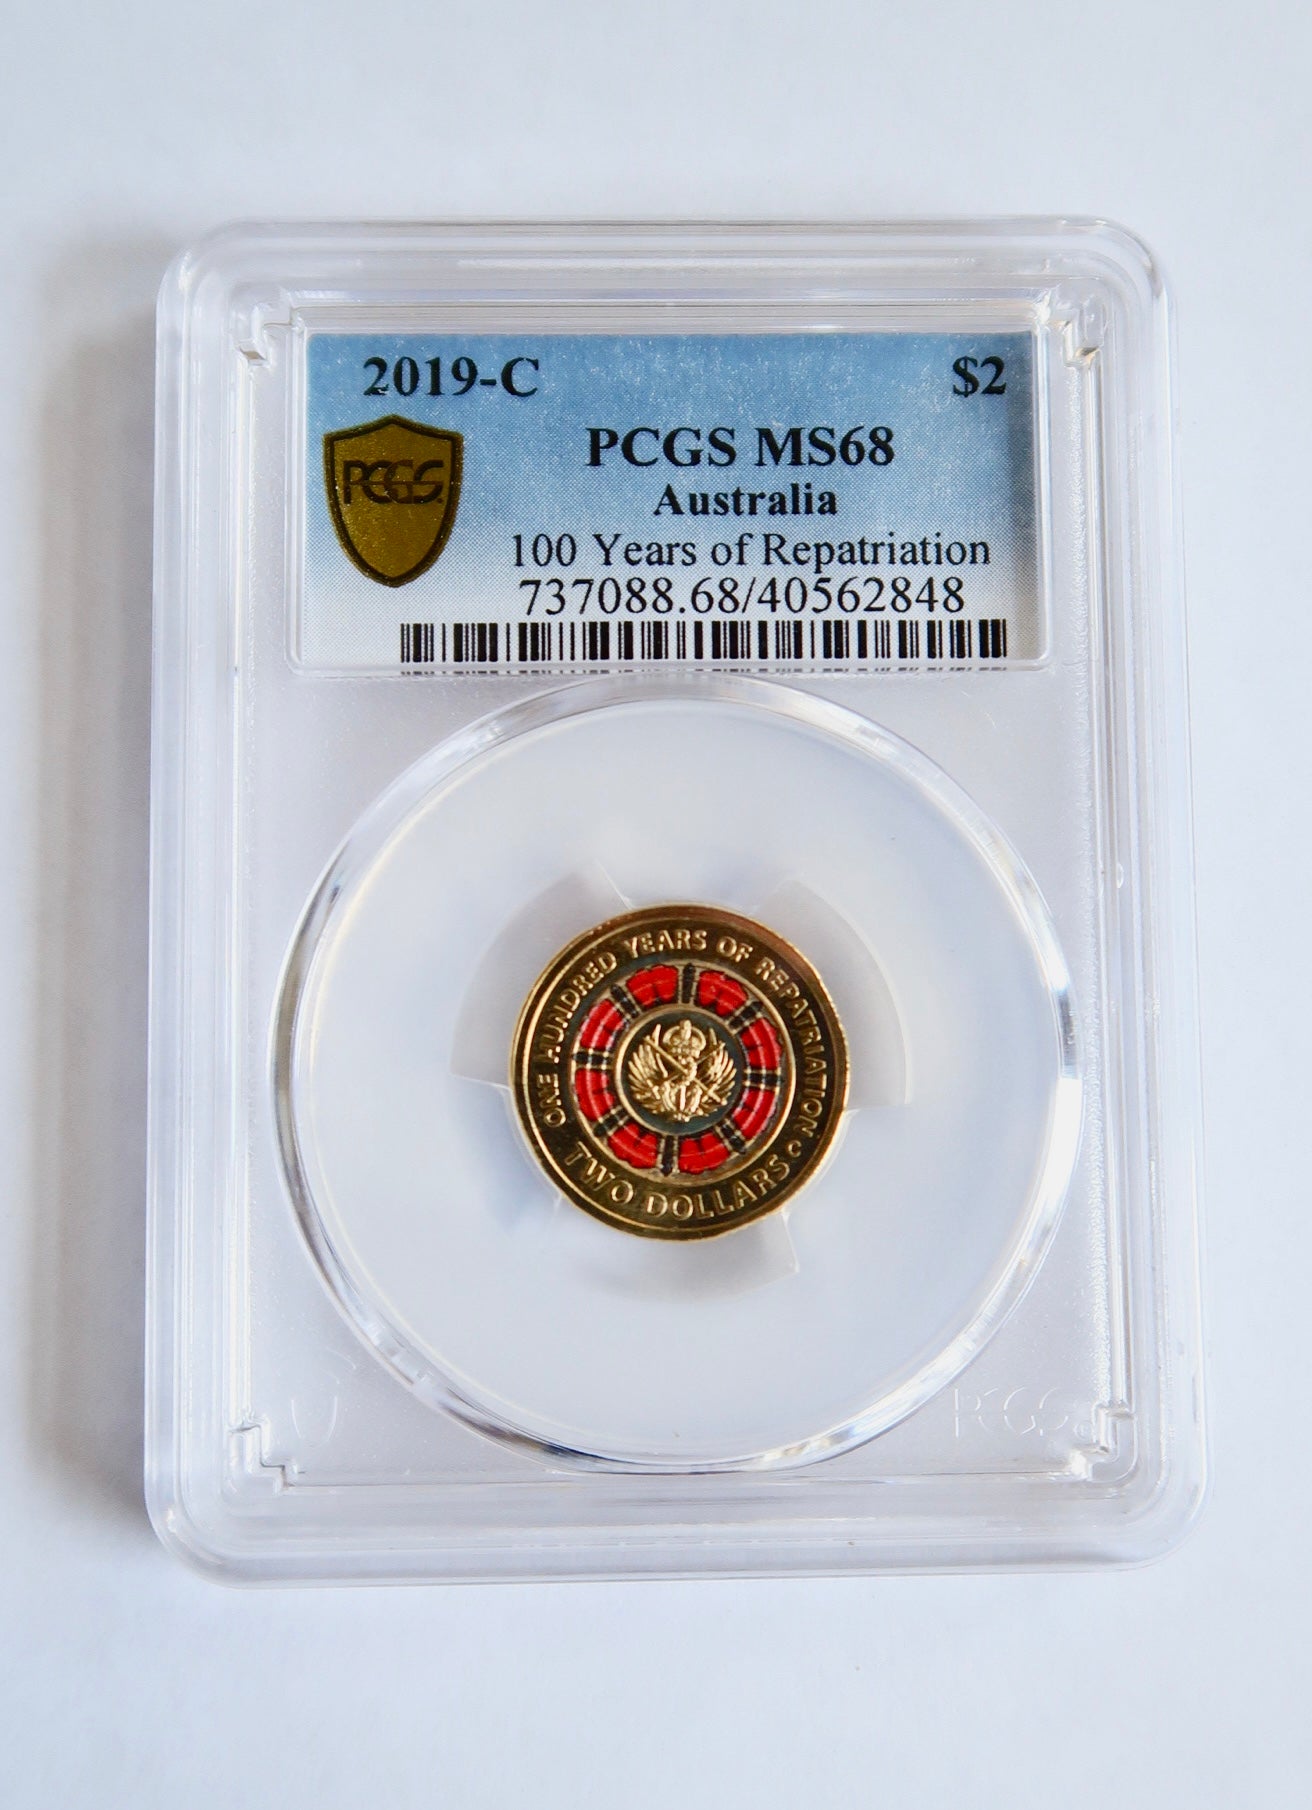 2019-C $2
PCGS MS68
PCGS
Australia
100 Years of Repatriation
737088.68/40562848
ONE HUNDRED YEARS OF REPATRIATION
TWO DOLLARS C
PCGS